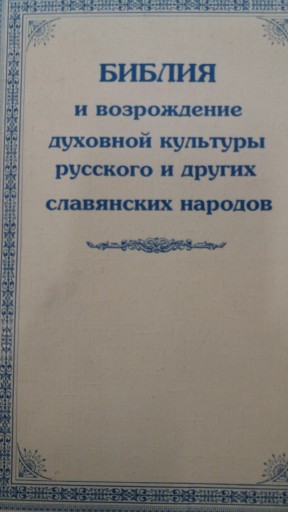 БИБЛИЯ
и возрождение
духовной культуры
русского и других
славянских народов